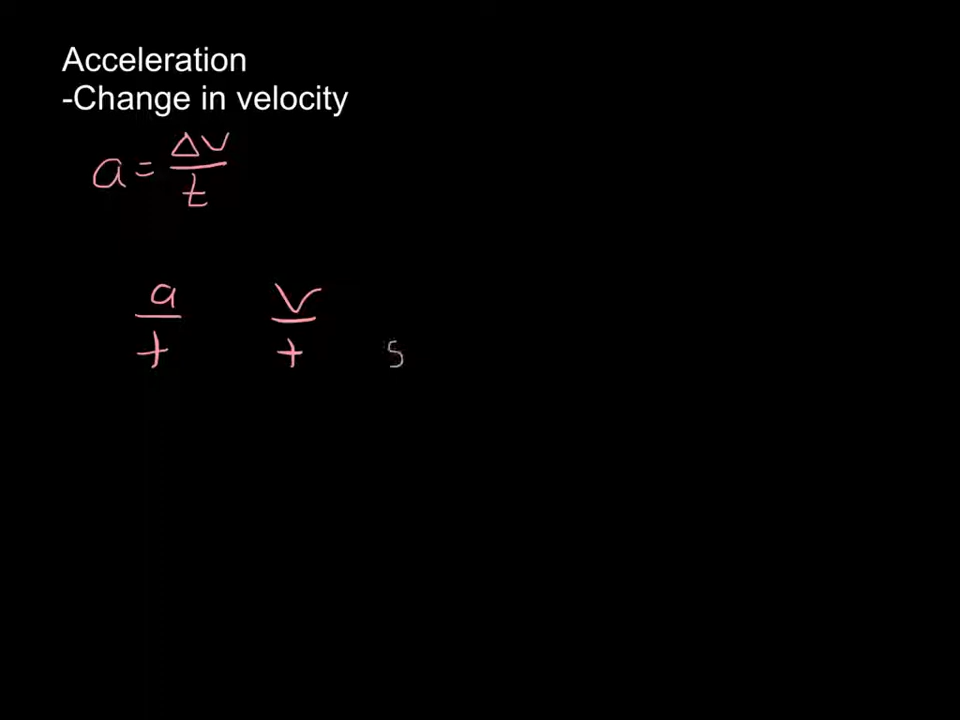 Acceleration
-Change in velocity
a = Δv/t
a/t v/t s